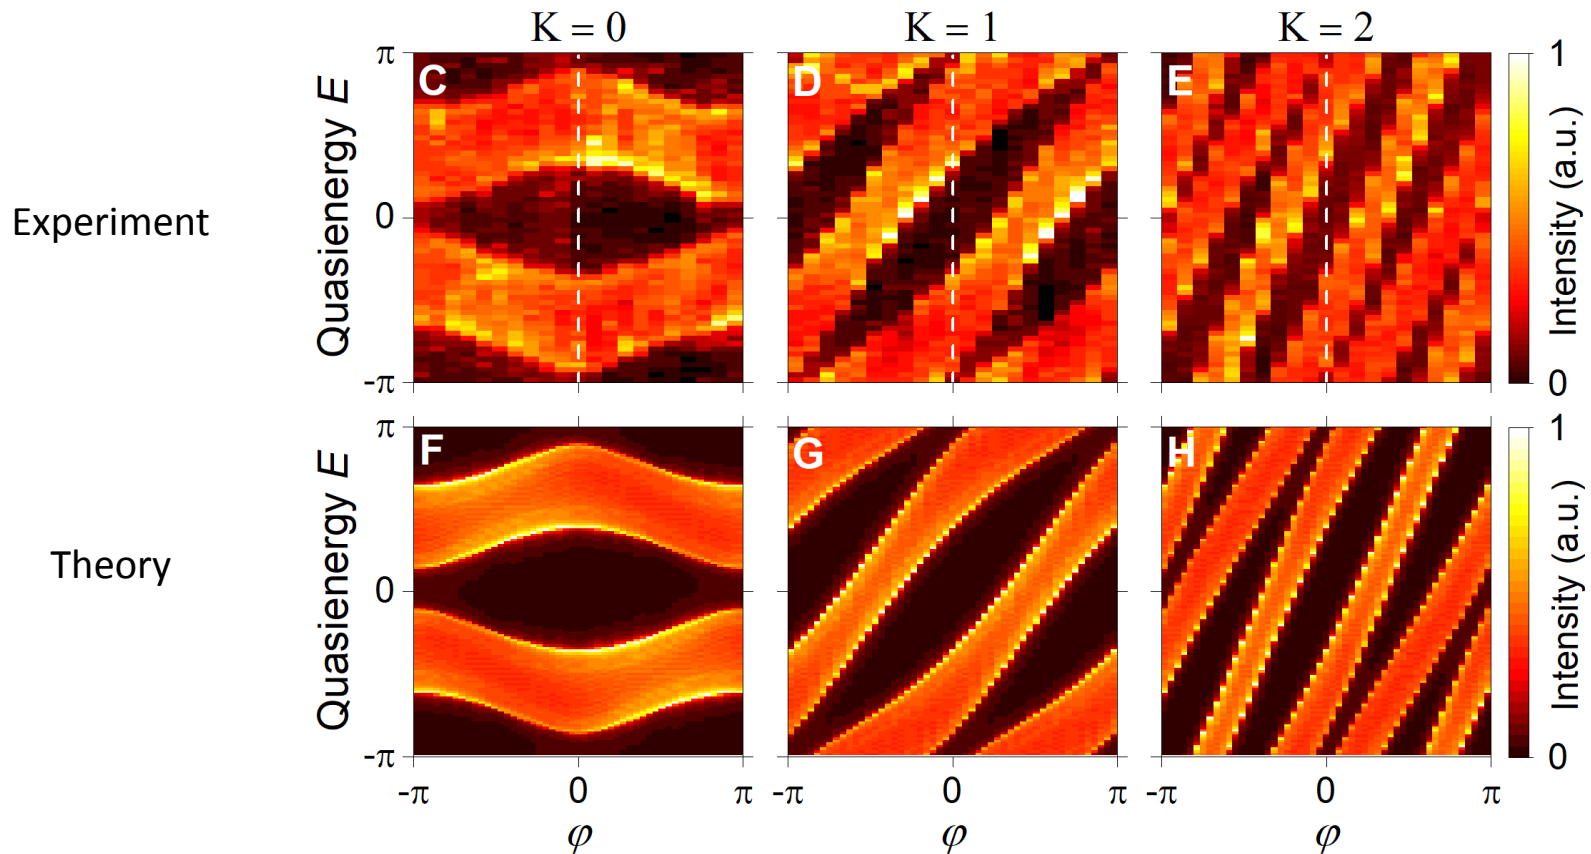 K = 0 K = 1 K = 2
Experiment
Quasienergy E
π
0
-π
C D E
1
Intensity (a.u.)
0
Theory
Quasienergy E
π
0
-π
F G H
1
Intensity (a.u.)
0
-π 0 π -π 0 π -π 0 π
φ φ φ